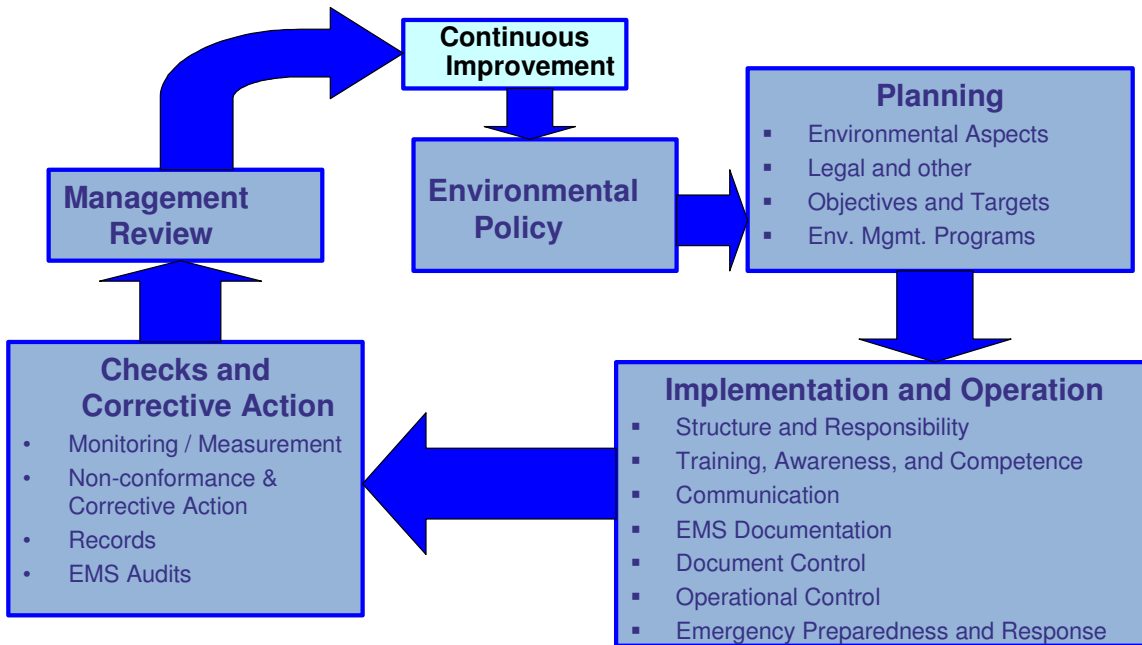 Continuous
Improvement
Environmental
Policy
Planning
▪ Environmental Aspects
▪ Legal and other
▪ Objectives and Targets
▪ Env. Mgmt. Programs
Implementation and Operation
▪ Structure and Responsibility
▪ Training, Awareness, and Competence
▪ Communication
▪ EMS Documentation
▪ Document Control
▪ Operational Control
▪ Emergency Preparedness and Response
Checks and
Corrective Action
• Monitoring / Measurement
• Non-conformance &
Corrective Action
• Records
• EMS Audits
Management
Review